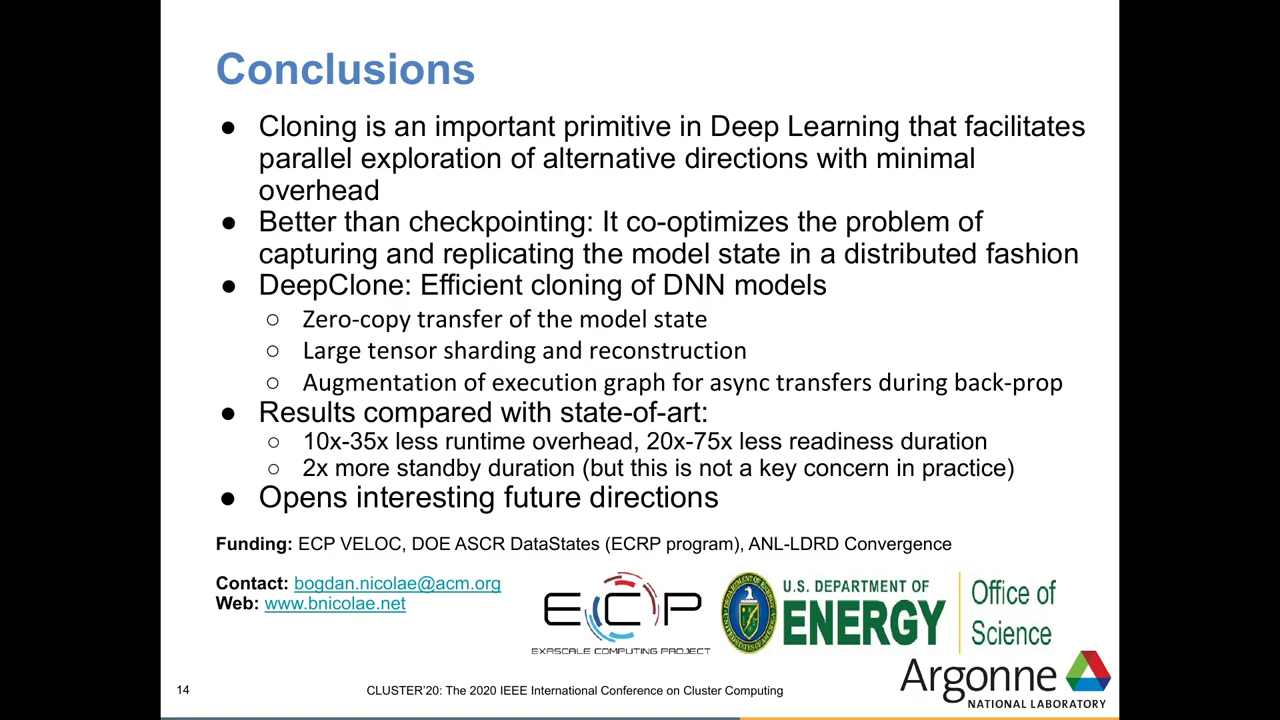 Conclusions
● Cloning is an important primitive in Deep Learning that facilitates
parallel exploration of alternative directions with minimal
overhead
● Better than checkpointing: It co-optimizes the problem of
capturing and replicating the model state in a distributed fashion
● DeepClone: Efficient cloning of DNN models
○ Zero-copy transfer of the model state
○ Large tensor sharding and reconstruction
○ Augmentation of execution graph for async transfers during back-prop
● Results compared with state-of-art:
○ 10x-35x less runtime overhead, 20x-75x less readiness duration
○ 2x more standby duration (but this is not a key concern in practice)
● Opens interesting future directions
Funding: ECP VELOC, DOE ASCR DataStates (ECRP program), ANL-LDRD Convergence
Contact: bogdan.nicolae@acm.org
Web: www.bnicolae.net
ECP
EXASCALE COMPUTING PROJECT
U.S. DEPARTMENT OF
ENERGY
Office of
Science
Argonne
NATIONAL LABORATORY
14
CLUSTER'20: The 2020 IEEE International Conference on Cluster Computing